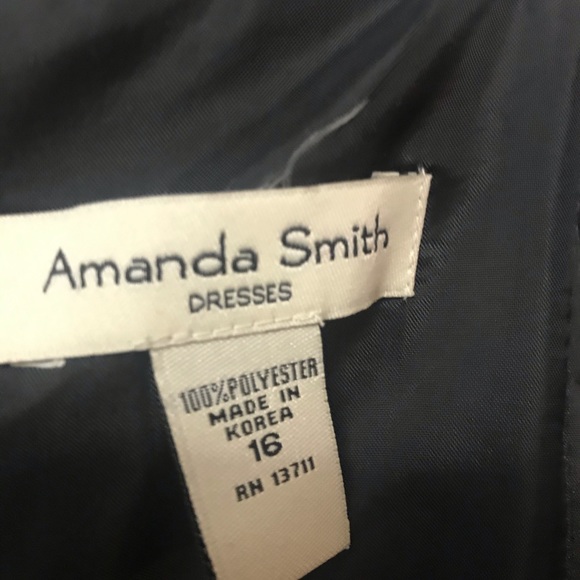 Amanda Smith
DRESSES
100%POLYESTER
MADE IN
KOREA
16
RN 13711